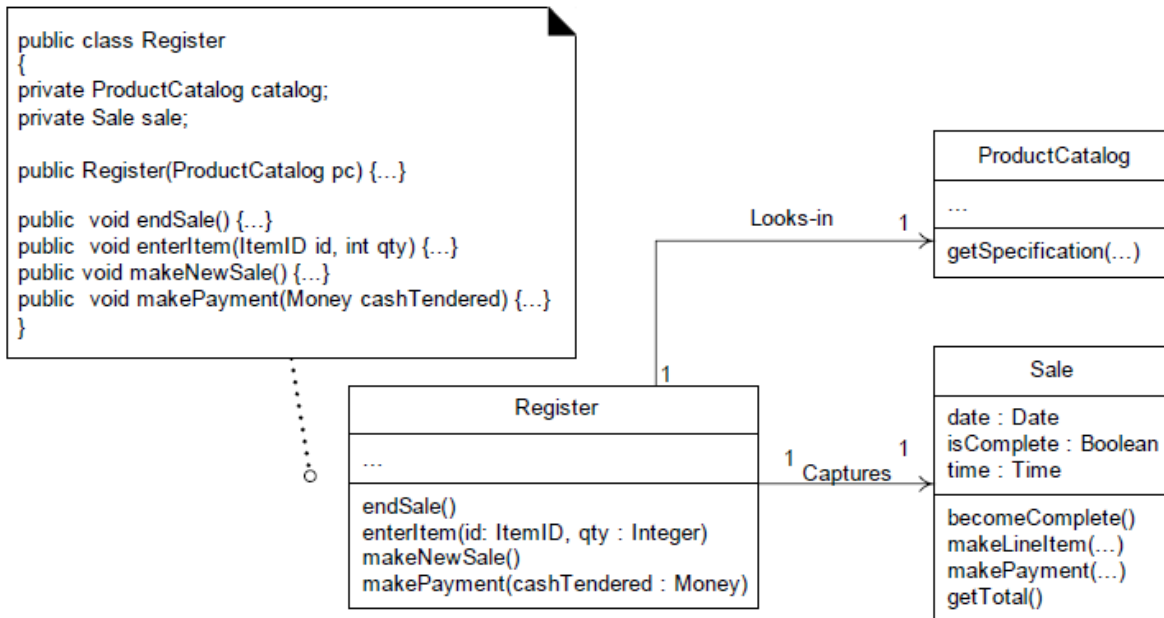 public class Register
{
private ProductCatalog catalog;
private Sale sale;
public Register(ProductCatalog pc) {...}
public  void endSale() {...}
public  void enterItem(ItemID id, int qty) {...}
public void makeNewSale() {...}
public  void makePayment(Money cashTendered) {...}
}
ProductCatalog
...
getSpecification(...)
Looks-in
1
1
Register
...
endSale()
enterItem(id: ItemID, qty : Integer)
makeNewSale()
makePayment(cashTendered : Money)
1
Captures
1
Sale
date : Date
isComplete : Boolean
time : Time
becomeComplete()
makeLineItem(...)
makePayment(...)
getTotal()